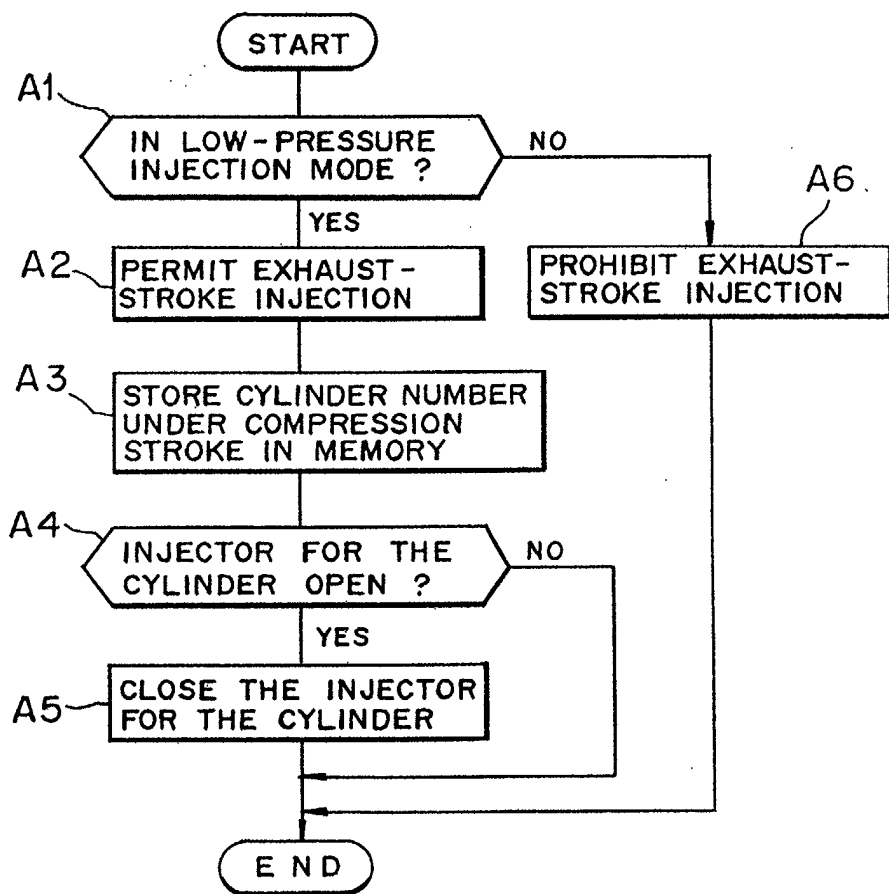 START
A1
IN LOW-PRESSURE
INJECTION MODE ?
NO
YES
A6
A2
PERMIT EXHAUST-
STROKE INJECTION
PROHIBIT EXHAUST-
STROKE INJECTION
A3
STORE CYLINDER NUMBER
UNDER COMPRESSION
STROKE IN MEMORY
A4
INJECTOR FOR THE
CYLINDER OPEN ?
NO
YES
A5
CLOSE THE INJECTOR
FOR THE CYLINDER
END